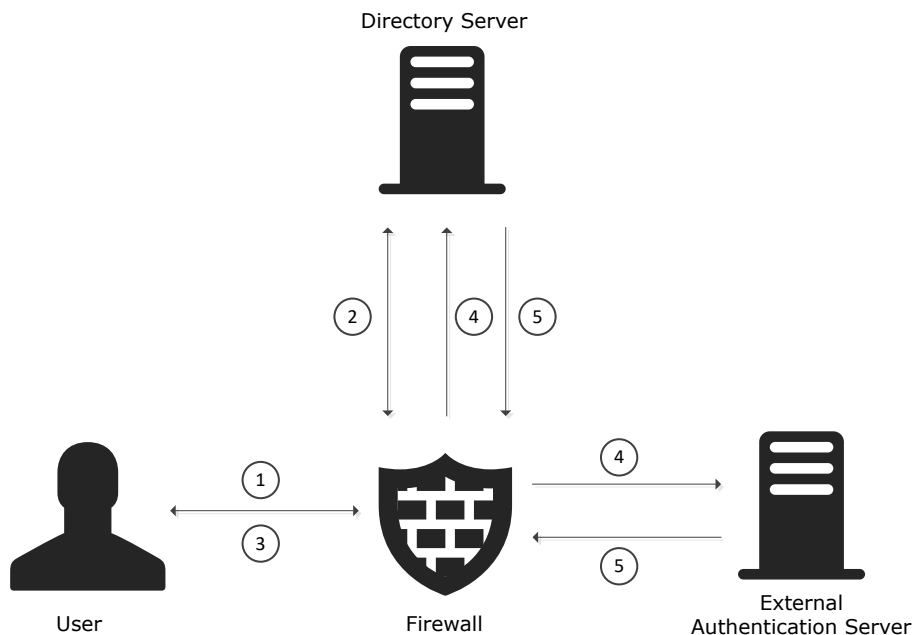 Directory Server
2
4
5
1
3
4
5
User
Firewall
External
Authentication Server